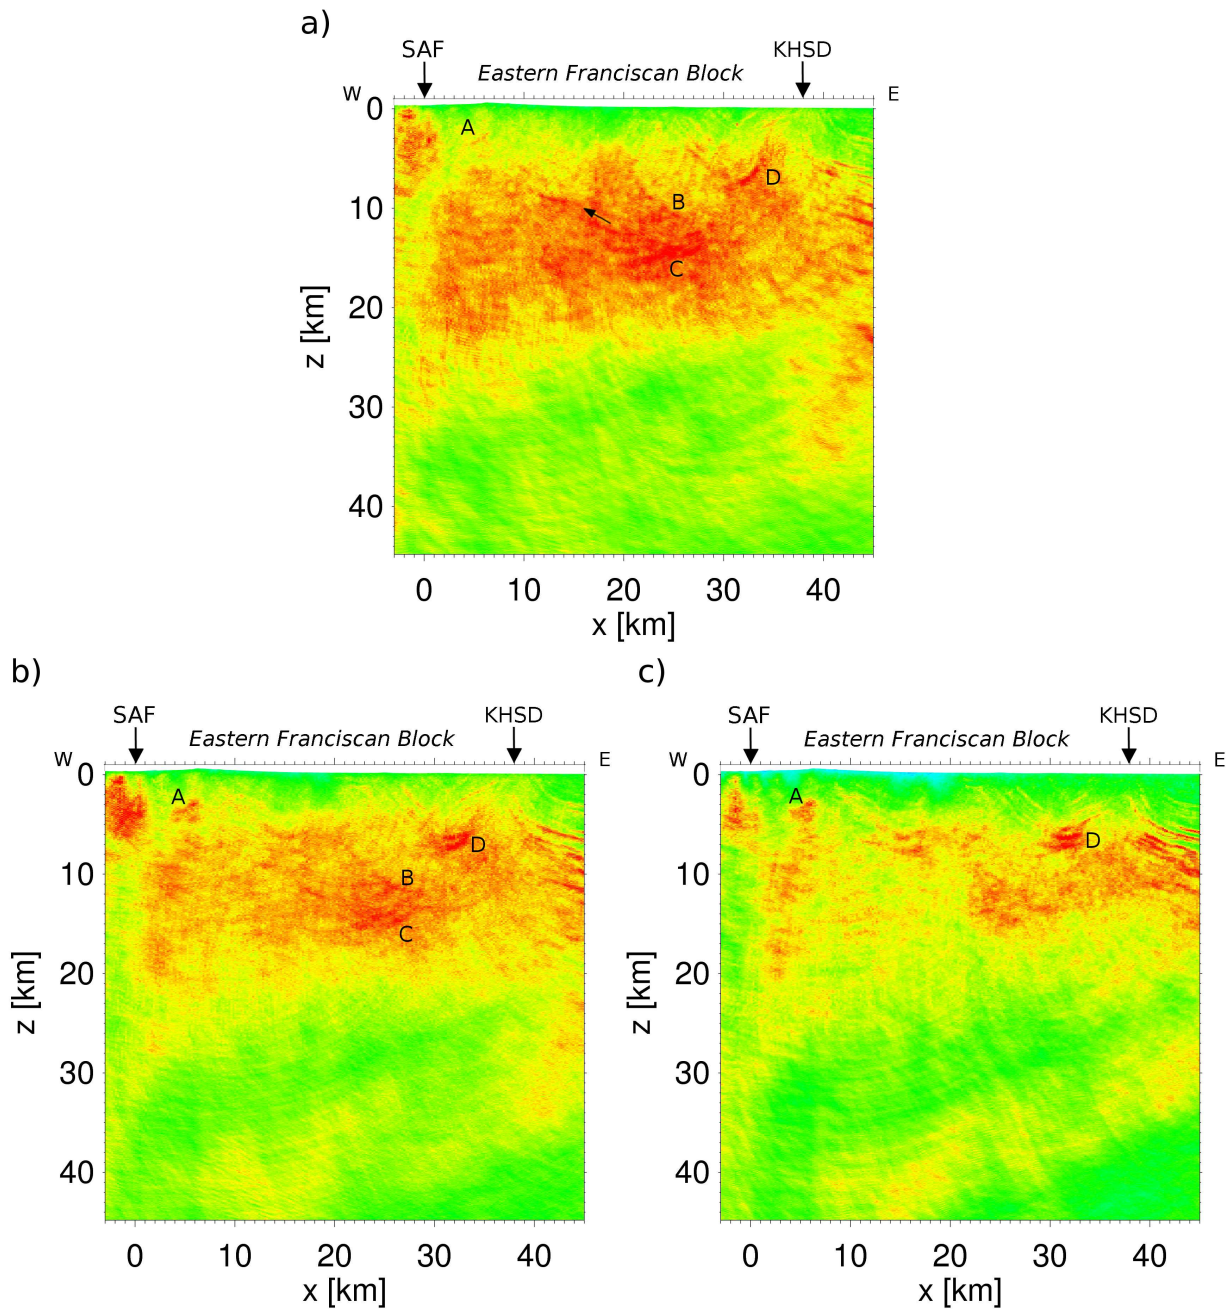 a)
SAF KHSD
Eastern Franciscan Block
W E
0
A
D
B
10
C
20
z [km]
30
40
0 10 20 30 40
x [km]
b) c)
SAF KHSD SAF KHSD
Eastern Franciscan Block Eastern Franciscan Block
W E W E
0 0
A A
D D
10 B 10
C
20 20
z [km] z [km]
30 30
40 40
0 10 20 30 40 0 10 20 30 40
x [km] x [km]